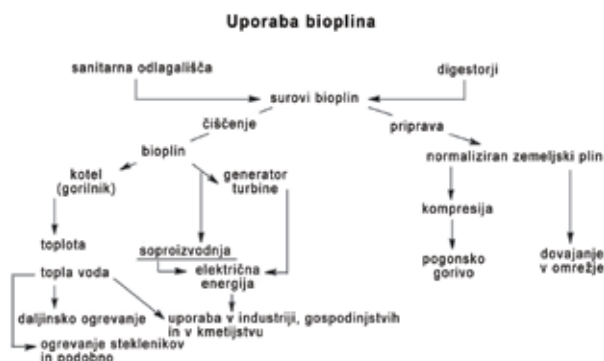 Uporaba bioplina
sanitarna odlagališča
digestorji
surovi bioplin
čiščenje
priprava
bioplin
normaliziran zemeljski plin
kotel
(gorilnik)
generator
turbine
kompresija
toplota
soproizvodnja
pogonsko
gorivo
dovajanje
v omrežje
topla voda
električna
energija
daljinsko ogrevanje
uporaba v industriji, gospodinjstvih
in v kmetijstvu
ogrevanje steklenikov
in podobno